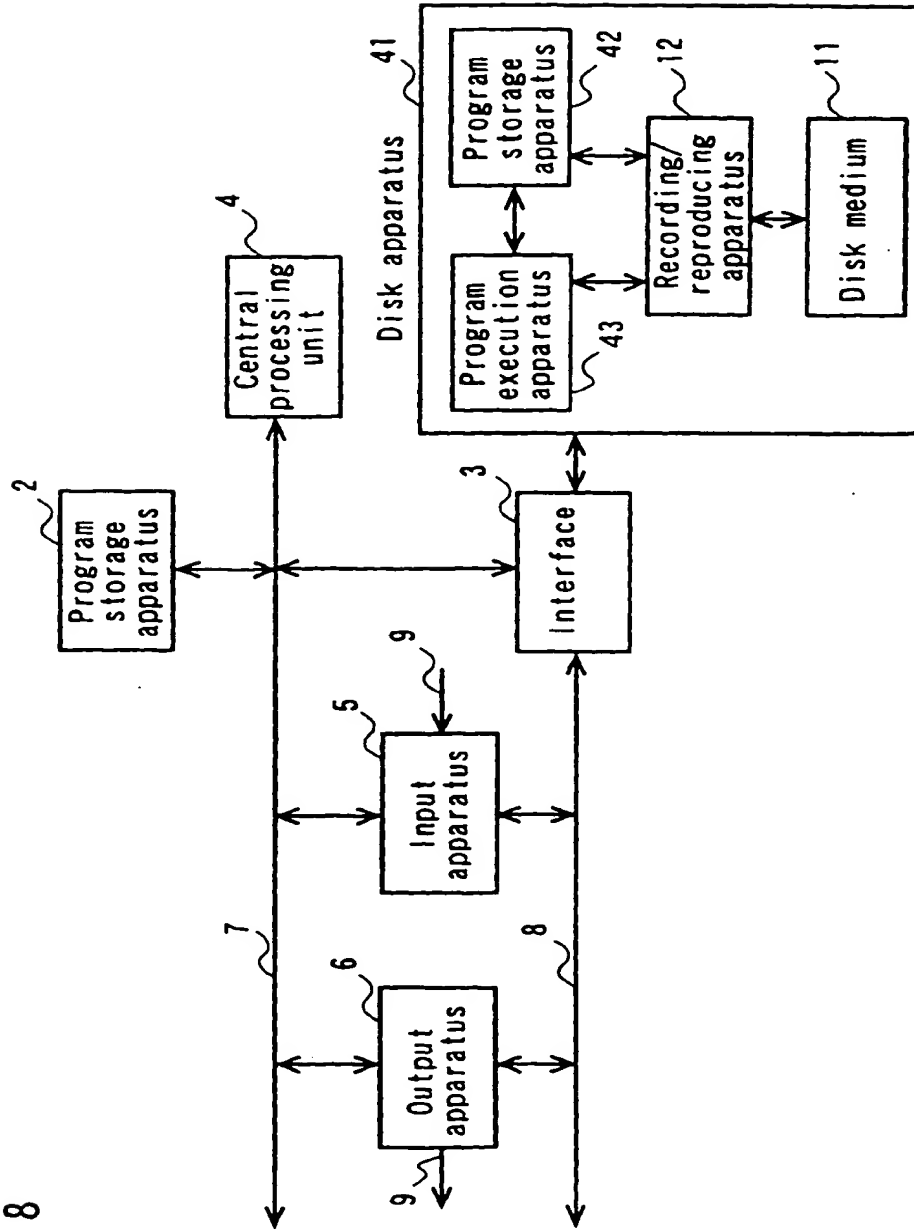 8
2
Program
storage
apparatus
4
Central
processing
unit
7
Disk apparatus
41
Program
execution
apparatus
43
Program
storage
apparatus
42
Recording/
reproducing
apparatus
12
Disk medium
11
3
Interface
9
5
Input
apparatus
6
Output
apparatus
9
8